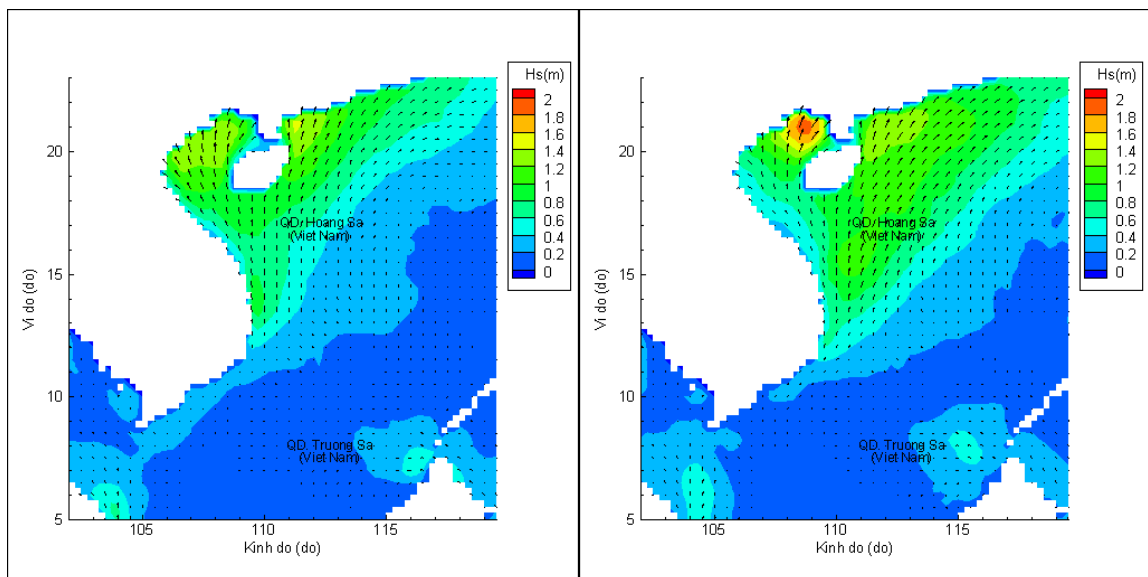 Hs(m)
2
1.8
1.6
1.4
1.2
1
0.8
0.6
0.4
0.2
0
20
15
10
5
Vi do (do)
QD. Hoang Sa
(Viet Nam)
QD. Truong Sa
(Viet Nam)
105
110
115
Kinh do (do)
Hs(m)
2
1.8
1.6
1.4
1.2
1
0.8
0.6
0.4
0.2
0
20
15
10
5
Vi do (do)
QD. Hoang Sa
(Viet Nam)
QD. Truong Sa
(Viet Nam)
105
110
115
Kinh do (do)